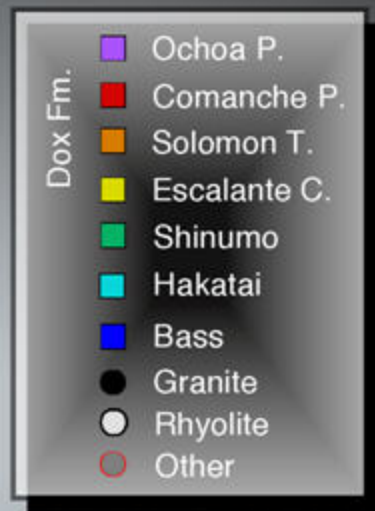 Dox Fm.
Ochoa P.
Comanche P.
Solomon T.
Escalante C.
Shinumo
Hakatai
Bass
Granite
Rhyolite
Other